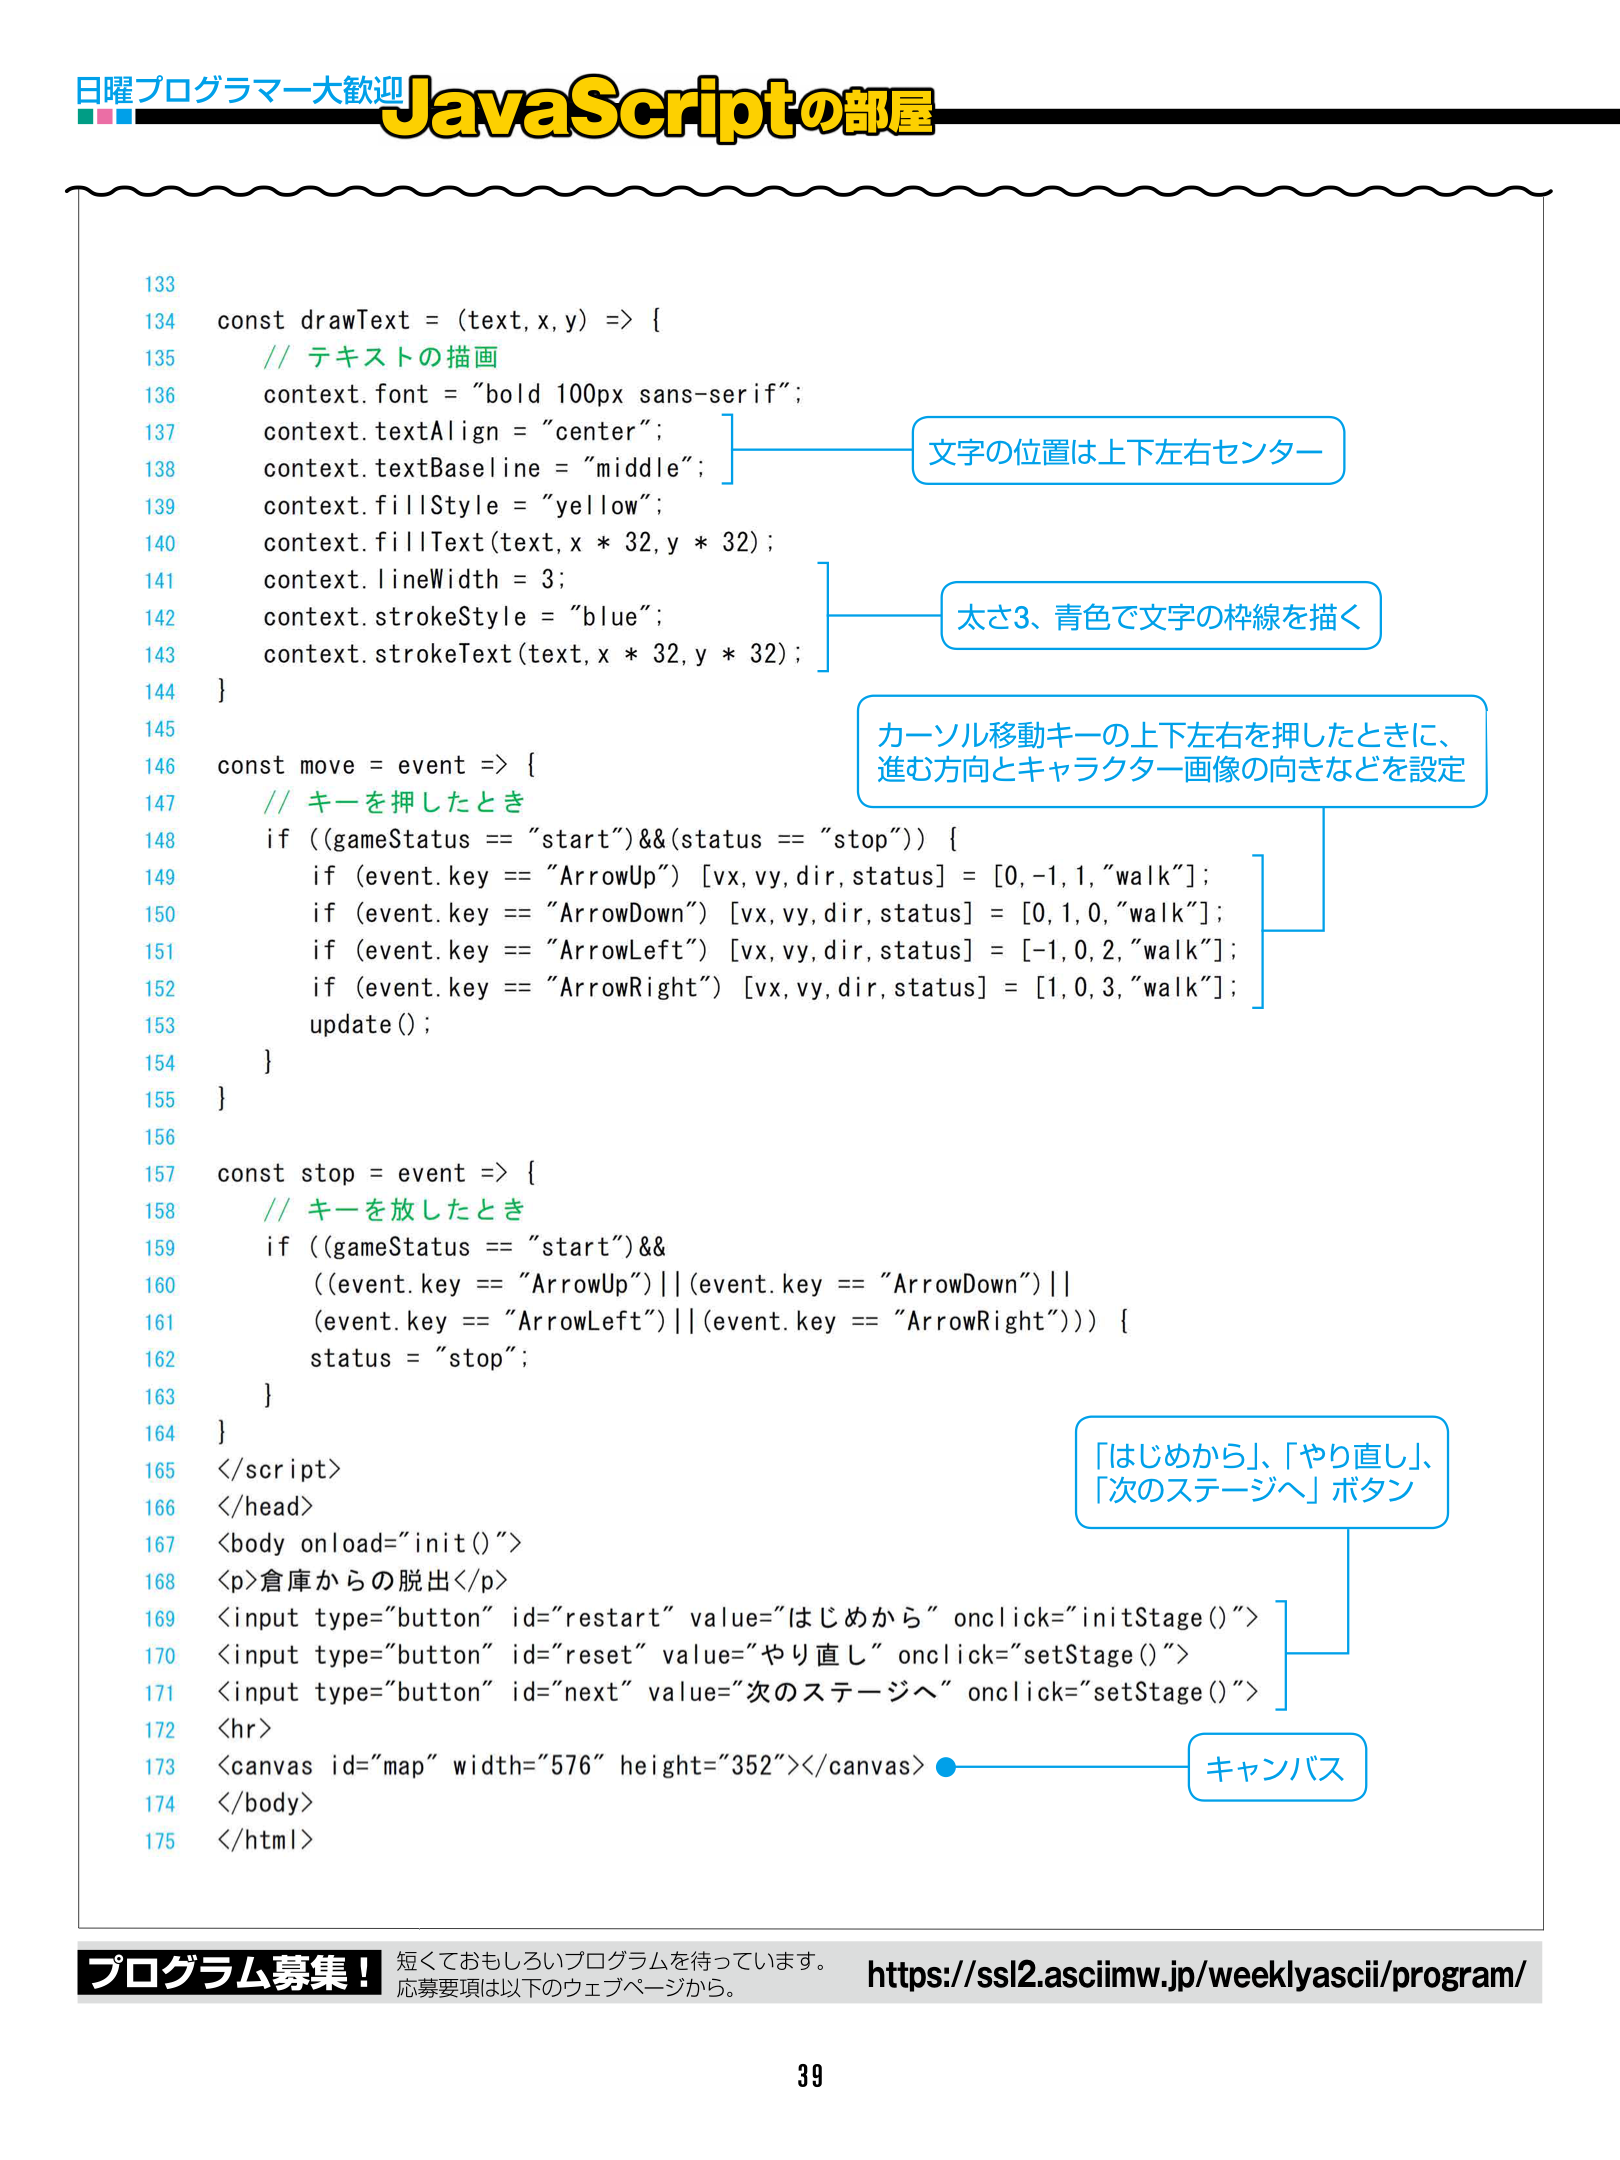 日曜プログラマー大歓迎
JavaScriptの部屋
133
134 const drawText = (text,x,y) => {
135 // テキストの描画
136 context.font = "bold 100px sans-serif";
137 context.textAlign = "center";
138 context.textBaseline = "middle";
文字の位置は上下左右センター
139 context.fillStyle = "yellow";
140 context.fillText(text,x * 32,y * 32);
141 context.lineWidth = 3;
142 context.strokeStyle = "blue";
太さ3、青色で文字の枠線を描く
143 context.strokeText(text,x * 32,y * 32);
144 }
145
カーソル移動キーの上下左右を押したときに、
進む方向とキャラクター画像の向きなどを設定
146 const move = event => {
147 // キーを押したとき
148 if ((gameStatus == "start")&&(status == "stop")) {
149 if (event.key == "ArrowUp") [vx,vy,dir,status] = [0,-1,1,"walk"];
150 if (event.key == "ArrowDown") [vx,vy,dir,status] = [0,1,0,"walk"];
151 if (event.key == "ArrowLeft") [vx,vy,dir,status] = [-1,0,2,"walk"];
152 if (event.key == "ArrowRight") [vx,vy,dir,status] = [1,0,3,"walk"];
153 update();
154 }
155 }
156
157 const stop = event => {
158 // キーを放したとき
159 if ((gameStatus == "start")&&
160 ((event.key == "ArrowUp")||(event.key == "ArrowDown")||
161 (event.key == "ArrowLeft")||(event.key == "ArrowRight"))) {
162 status = "stop";
163 }
164 }
165 </script>
166 </head>
「はじめから」、「やり直し」、
「次のステージへ」ボタン
167 <body onload="init()">
168 <p>倉庫からの脱出</p>
169 <input type="button" id="restart" value="はじめから" onclick="initStage()">
170 <input type="button" id="reset" value="やり直し" onclick="setStage()">
171 <input type="button" id="next" value="次のステージへ" onclick="setStage()">
172 <hr>
173 <canvas id="map" width="576" height="352"></canvas>
キャンバス
174 </body>
175 </html>
プログラム募集！
短くておもしろいプログラムを待っています。
応募要項は以下のウェブページから。
https://ssl2.asciimw.jp/weeklyascii/program/
39